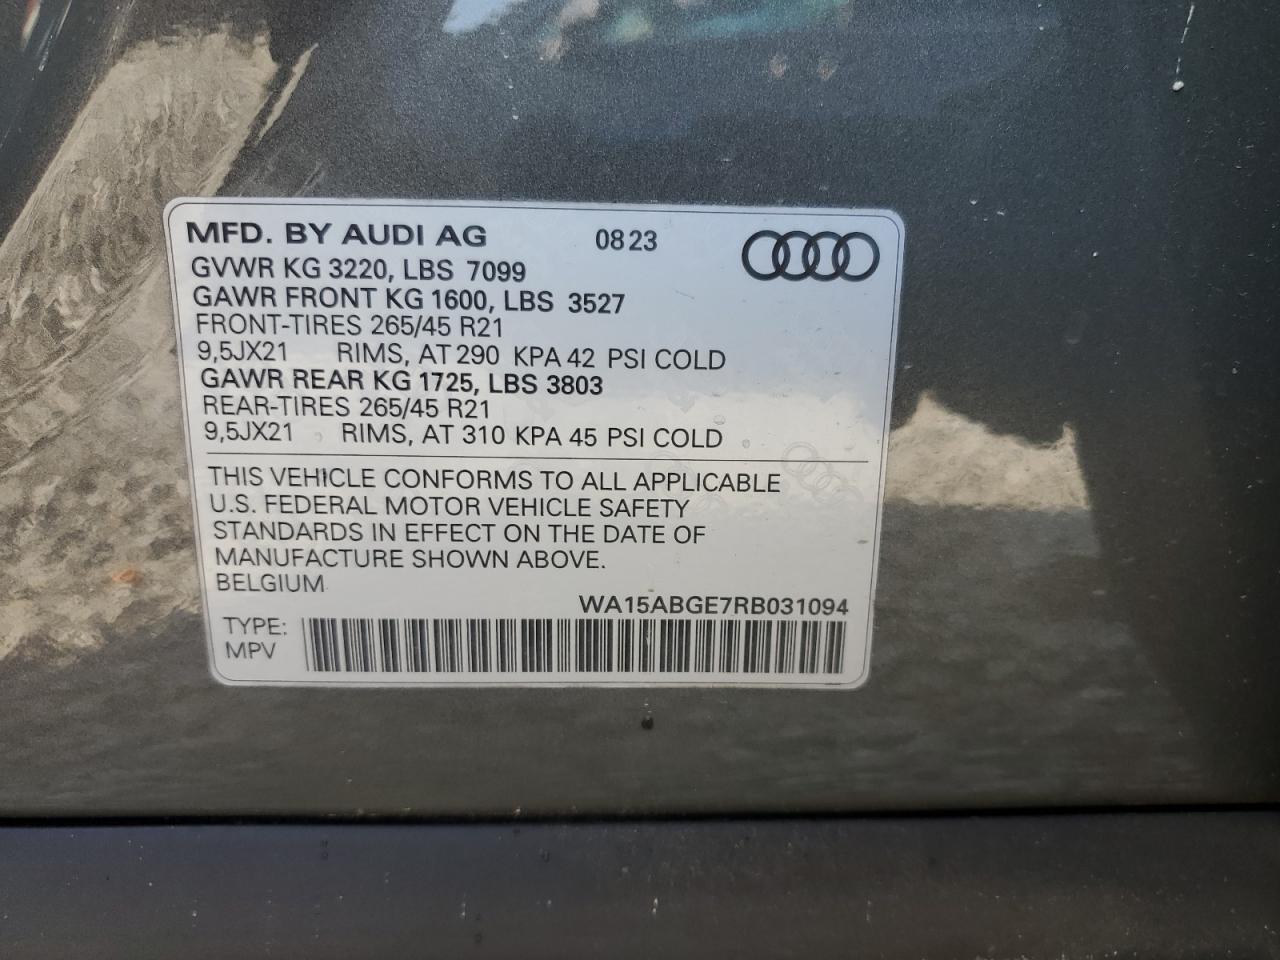 MFD. BY AUDI AG 0823
GVWR KG 3220, LBS 7099
GAWR FRONT KG 1600, LBS 3527
FRONT-TIRES 265/45 R21
9,5JX21 RIMS, AT 290 KPA 42 PSI COLD
GAWR REAR KG 1725, LBS 3803
REAR-TIRES 265/45 R21
9,5JX21 RIMS, AT 310 KPA 45 PSI COLD
THIS VEHICLE CONFORMS TO ALL APPLICABLE
U.S. FEDERAL MOTOR VEHICLE SAFETY
STANDARDS IN EFFECT ON THE DATE OF
MANUFACTURE SHOWN ABOVE.
BELGIUM
WA15ABGE7RB031094
TYPE:
MPV